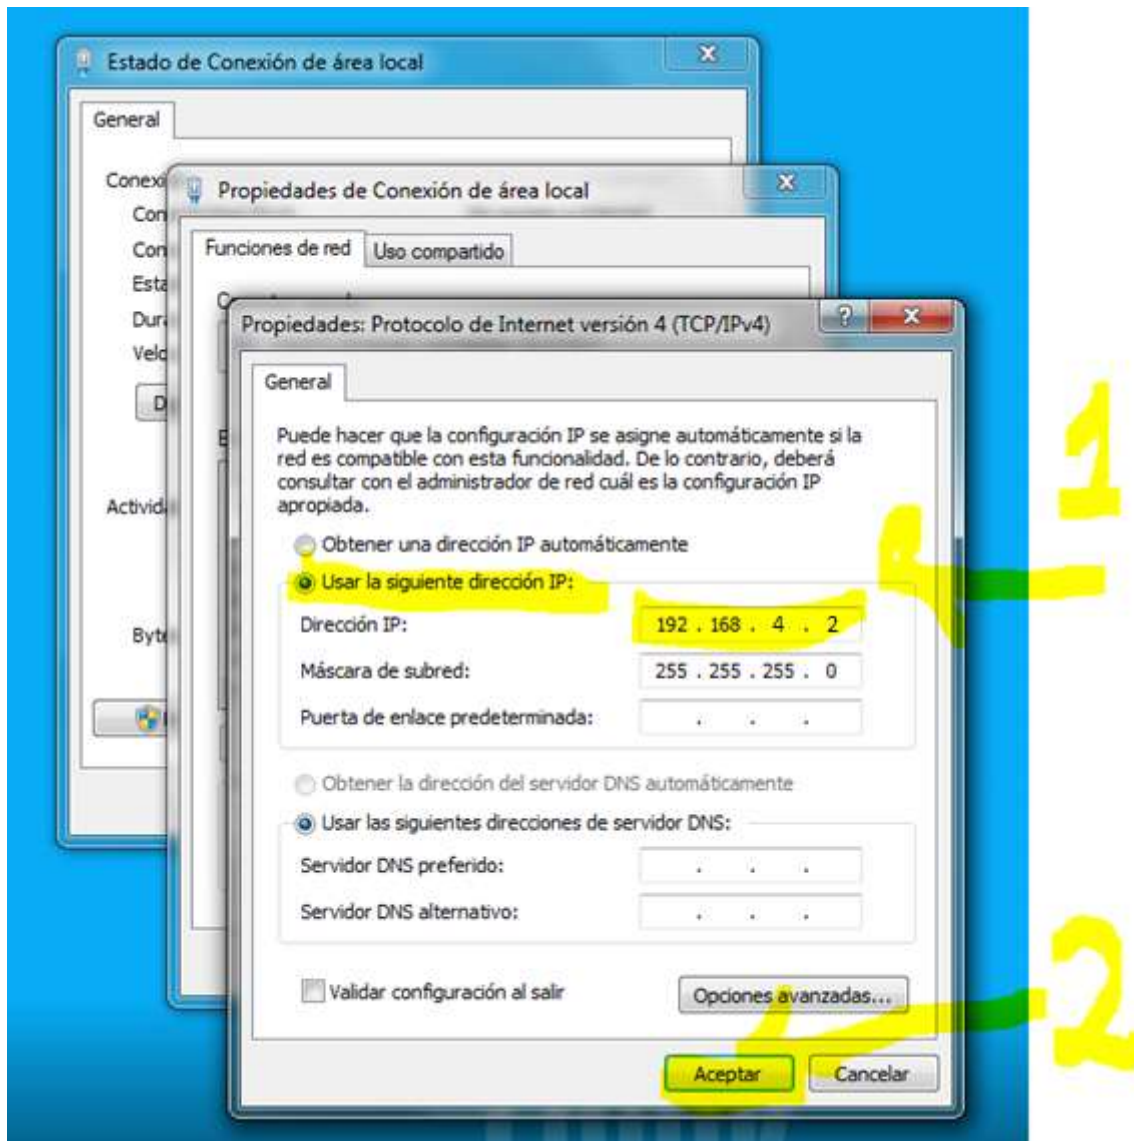 Estado de Conexión de área local
General
Propiedades de Conexión de área local
Funciones de red
Uso compartido
Propiedades: Protocolo de Internet versión 4 (TCP/IPv4)
General
Puede hacer que la configuración IP se asigne automáticamente si la
red es compatible con esta funcionalidad. De lo contrario, deberá
consultar con el administrador de red cuál es la configuración IP
apropiada.
Obtener una dirección IP automáticamente
Usar la siguiente dirección IP:
Dirección IP: 192 . 168 . 4 . 2
Máscara de subred: 255 . 255 . 255 . 0
Puerta de enlace predeterminada: . . .
Obtener la dirección del servidor DNS automáticamente
Usar las siguientes direcciones de servidor DNS:
Servidor DNS preferido: . . .
Servidor DNS alternativo: . . .
Validar configuración al salir
Opciones avanzadas...
Aceptar
Cancelar
1
2